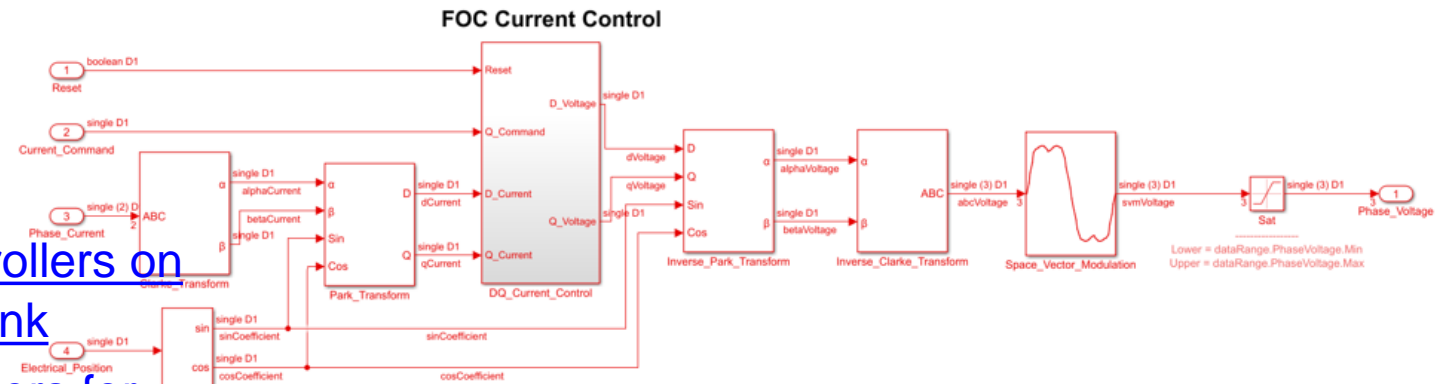 FOC Current Control
boolean D1
1
Reset
Reset
single D1
2
Current_Command
Q_Command
D_Voltage
single D1
single (2) D
3
Phase_Current
2
ABC
α
β
Clarke_Transform
single D1
alphaCurrent
betaCurrent
single D1
α
β
Sin
Cos
D
Q
Park_Transform
single D1
dCurrent
single D1
qCurrent
D_Current
Q_Current
Q_Voltage
single D1
DQ_Current_Control
dVoltage
qVoltage
D
Q
Sin
Cos
α
β
Inverse_Park_Transform
single D1
alphaVoltage
single D1
betaVoltage
α
β
ABC
Inverse_Clarke_Transform
single (3) D1
abcVoltage
3
Space_Vector_Modulation
single (3) D1
svmVoltage
3
Sat
single (3) D1
3
1
Phase_Voltage
Lower = dataRange.PhaseVoltage.Min
Upper = dataRange.PhaseVoltage.Max
rollers on
nk
4
Electrical_Position
single D1
sin
cos
single D1
sinCoefficient
sinCoefficient
single D1
cosCoefficient
cosCoefficient